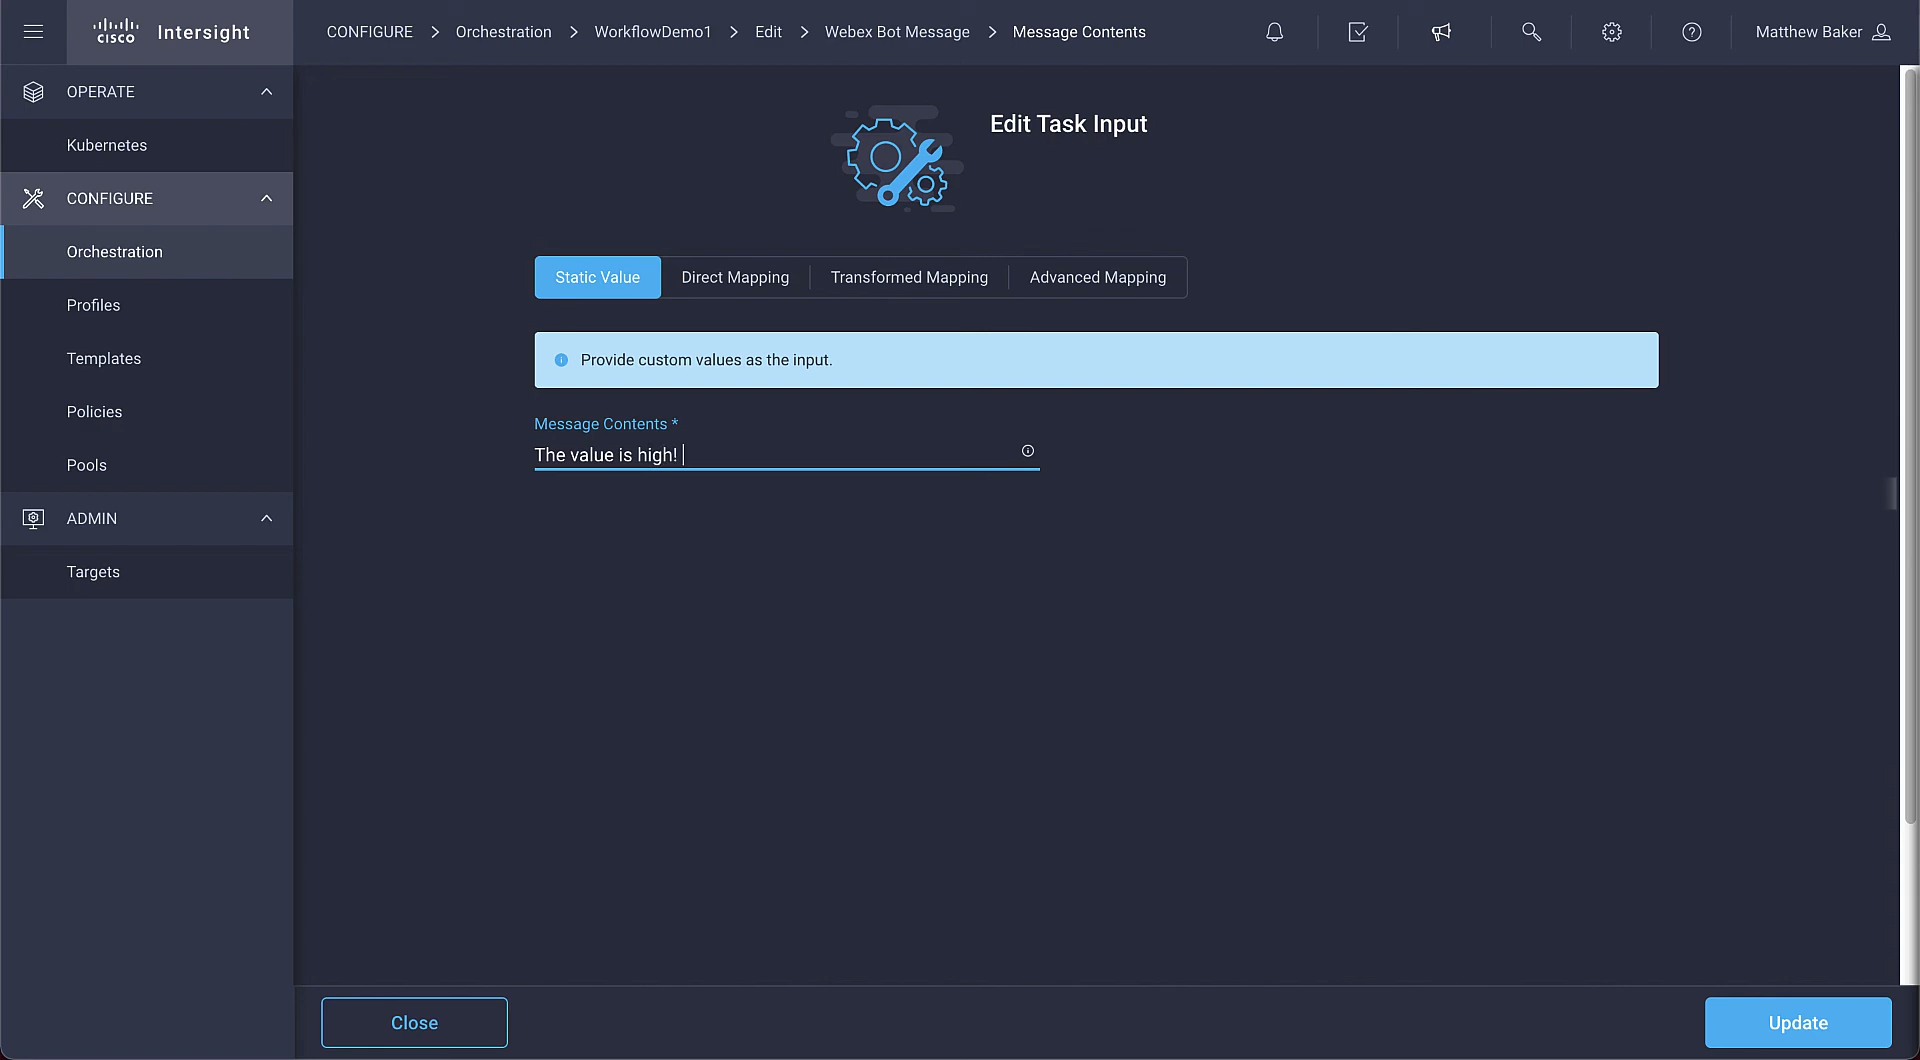 cisco Intersight
CONFIGURE > Orchestration > WorkflowDemo1 > Edit > Webex Bot Message > Message Contents
Matthew Baker
OPERATE
Kubernetes
CONFIGURE
Orchestration
Profiles
Templates
Policies
Pools
ADMIN
Targets
Edit Task Input
Static Value Direct Mapping Transformed Mapping Advanced Mapping
Provide custom values as the input.
Message Contents *
The value is high!
Close Update